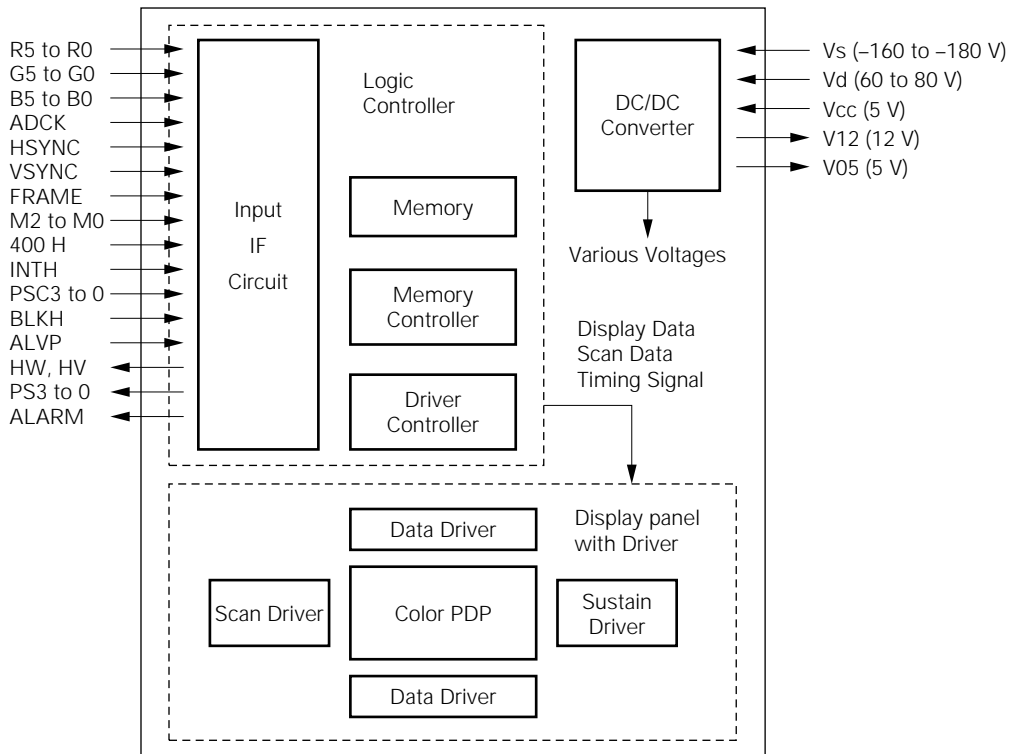 R5 to R0
G5 to G0
B5 to B0
ADCK
HSYNC
VSYNC
FRAME
M2 to M0
400 H
INTH
PSC3 to 0
BLKH
ALVP
HW, HV
PS3 to 0
ALARM
Input
IF
Circuit
Logic
Controller
Memory
Memory
Controller
Driver
Controller
DC/DC
Converter
Vs (–160 to –180 V)
Vd (60 to 80 V)
Vcc (5 V)
V12 (12 V)
V05 (5 V)
Various Voltages
Display Data
Scan Data
Timing Signal
Display panel
with Driver
Data Driver
Scan Driver
Color PDP
Sustain
Driver
Data Driver